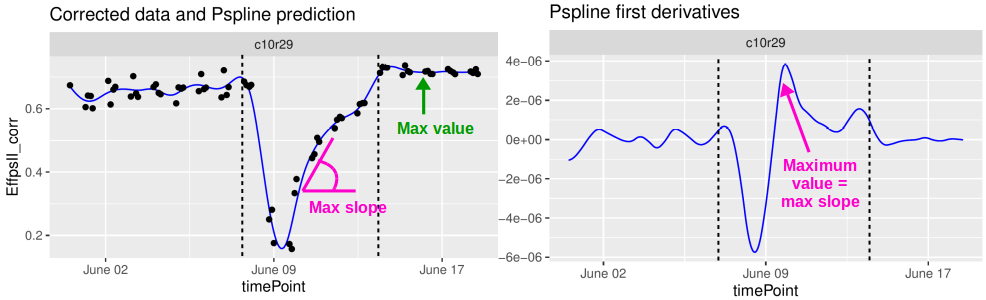 Corrected data and Pspline prediction
c10r29
EffpsII_corr
0.6
0.4
0.2
Max value
Max slope
June 02
June 09
June 17
timePoint
Pspline first derivatives
c10r29
4e−06
2e−06
0e+00
−2e−06
−4e−06
−6e−06
Maximum
value =
max slope
June 02
June 09
June 17
timePoint